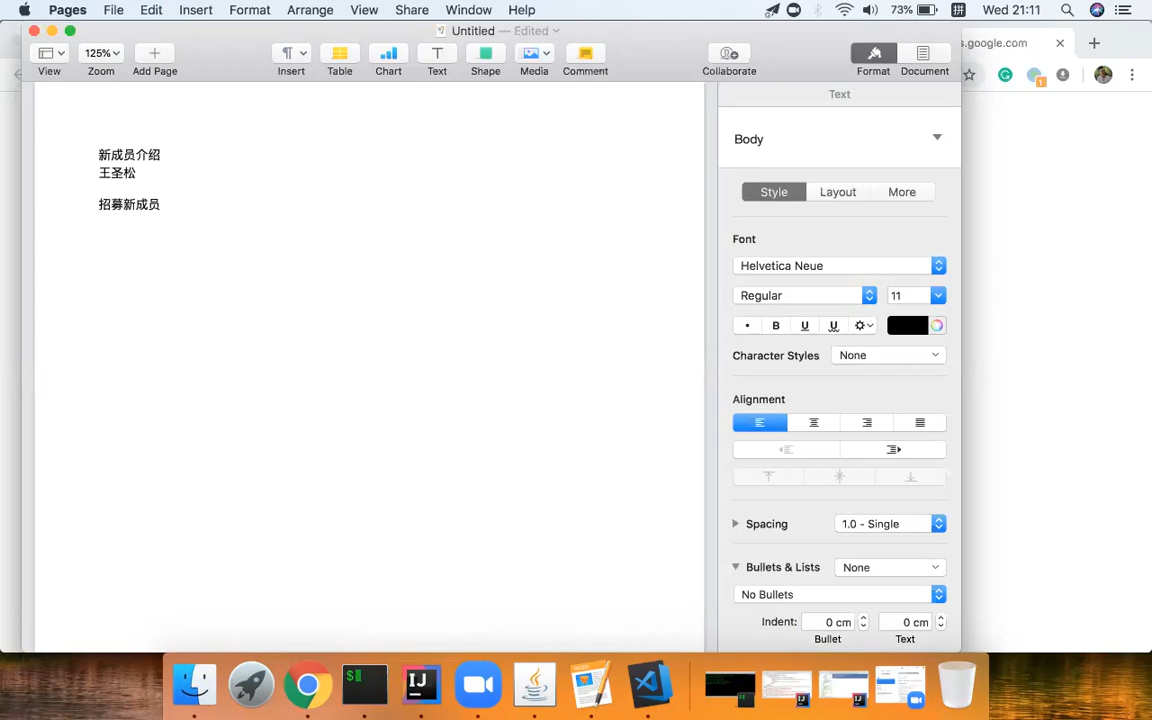 Pages File Edit Insert Format Arrange View Share Window Help 73% 拼 Wed 21:11
Untitled — Edited
s.google.com
125%
View Zoom Add Page Insert Table Chart Text Shape Media Comment Collaborate Format Document
1
Text
新成员介绍
王圣松
招募新成员
Body
Style Layout More
Font
Helvetica Neue
Regular 11
B U U
Character Styles None
Alignment
Spacing 1.0 - Single
Bullets & Lists None
No Bullets
Indent: 0 cm 0 cm
Bullet Text
$ IJ